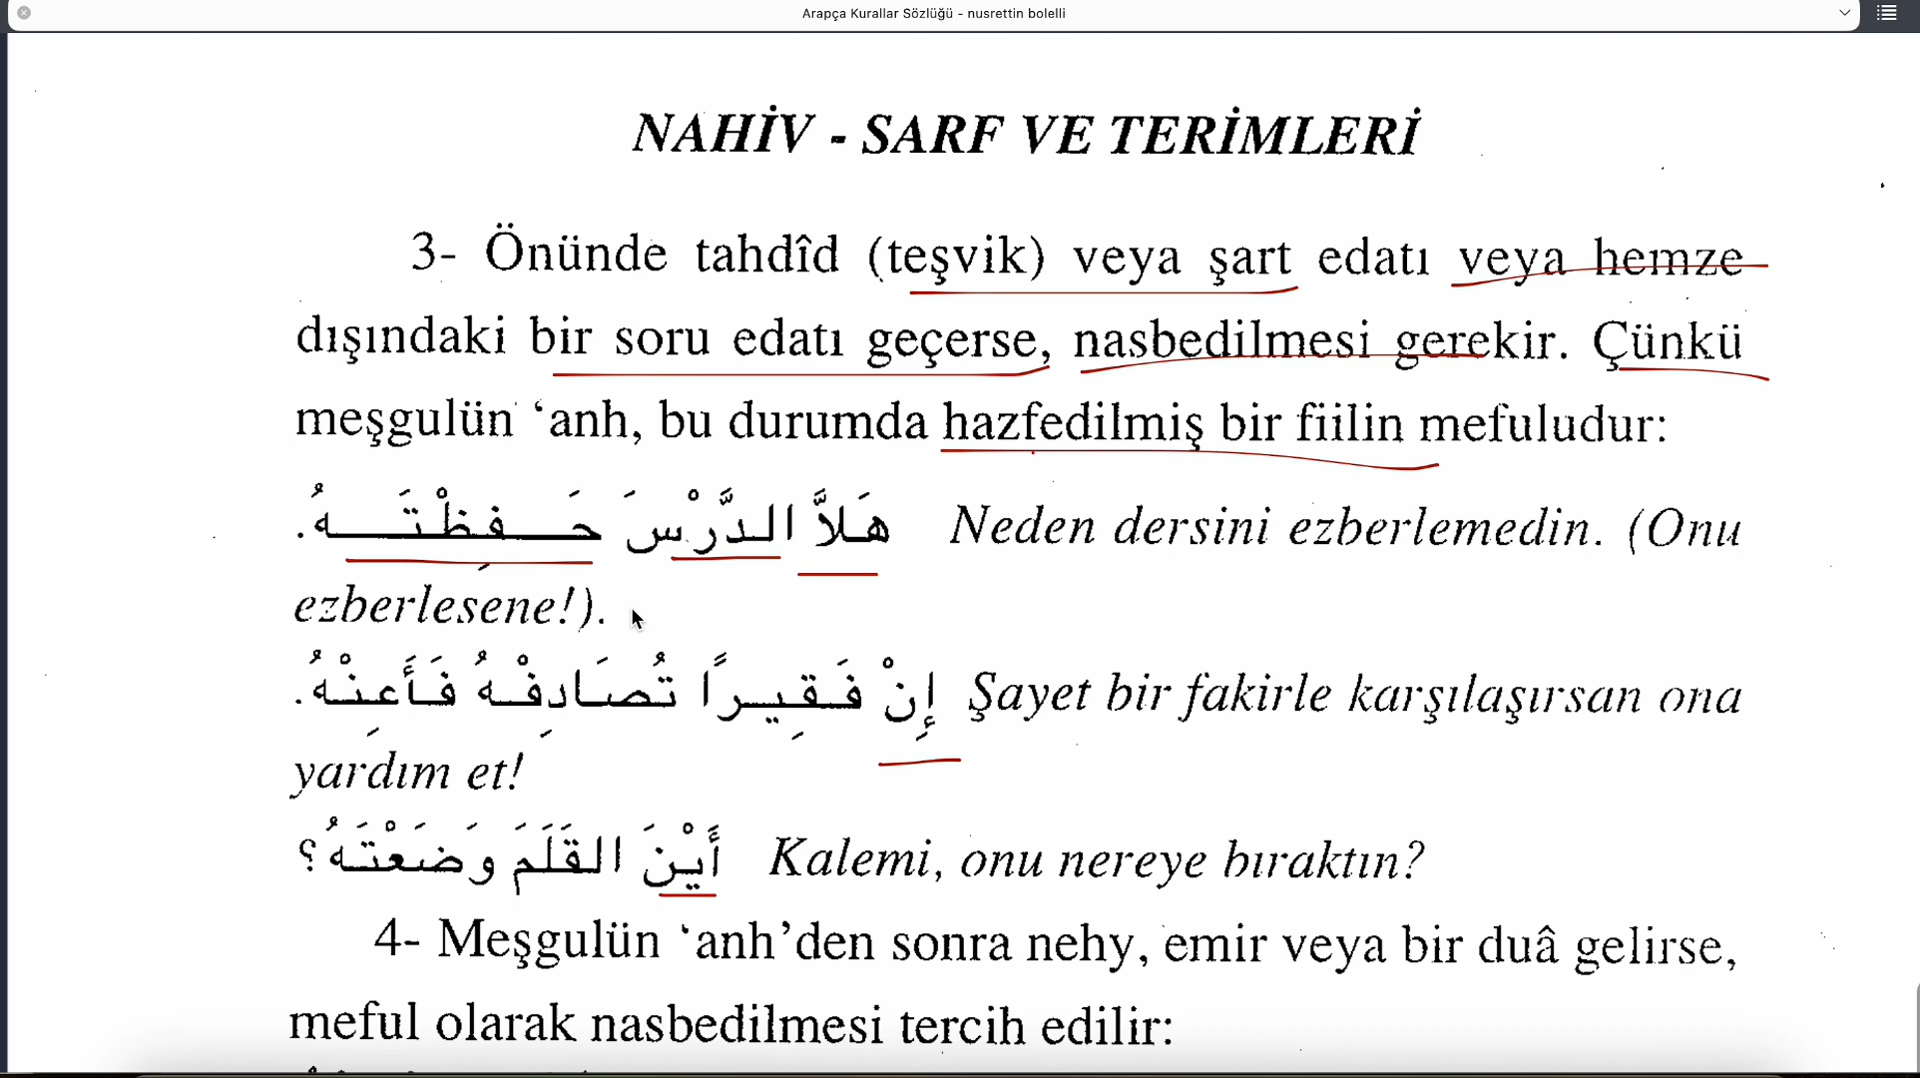 Arapça Kurallar Sözlüğü - nusrettin bolelli
NAHİV - SARF VE TERİMLERİ
3- Önünde tahdîd (teşvik) veya şart edatı veya hemze
dışındaki bir soru edatı geçerse, nasbedilmesi gerekir. Çünkü
meşgulün ‘anh, bu durumda hazfedilmiş bir fiilin mefuludur:
هَلاَّ الدَّرْسَ حَفِظْتَهُ. Neden dersini ezberlemedin. (Onu
ezberlesene!).
إِنْ فَقِيرًا تُصَادِفْهُ فَأَعِنْهُ. Şayet bir fakirle karşılaşırsan ona
yardım et!
أَيْنَ القَلَمَ وَضَعْتَهُ؟ Kalemi, onu nereye bıraktın?
4- Meşgulün ‘anh’den sonra nehy, emir veya bir duâ gelirse,
meful olarak nasbedilmesi tercih edilir: